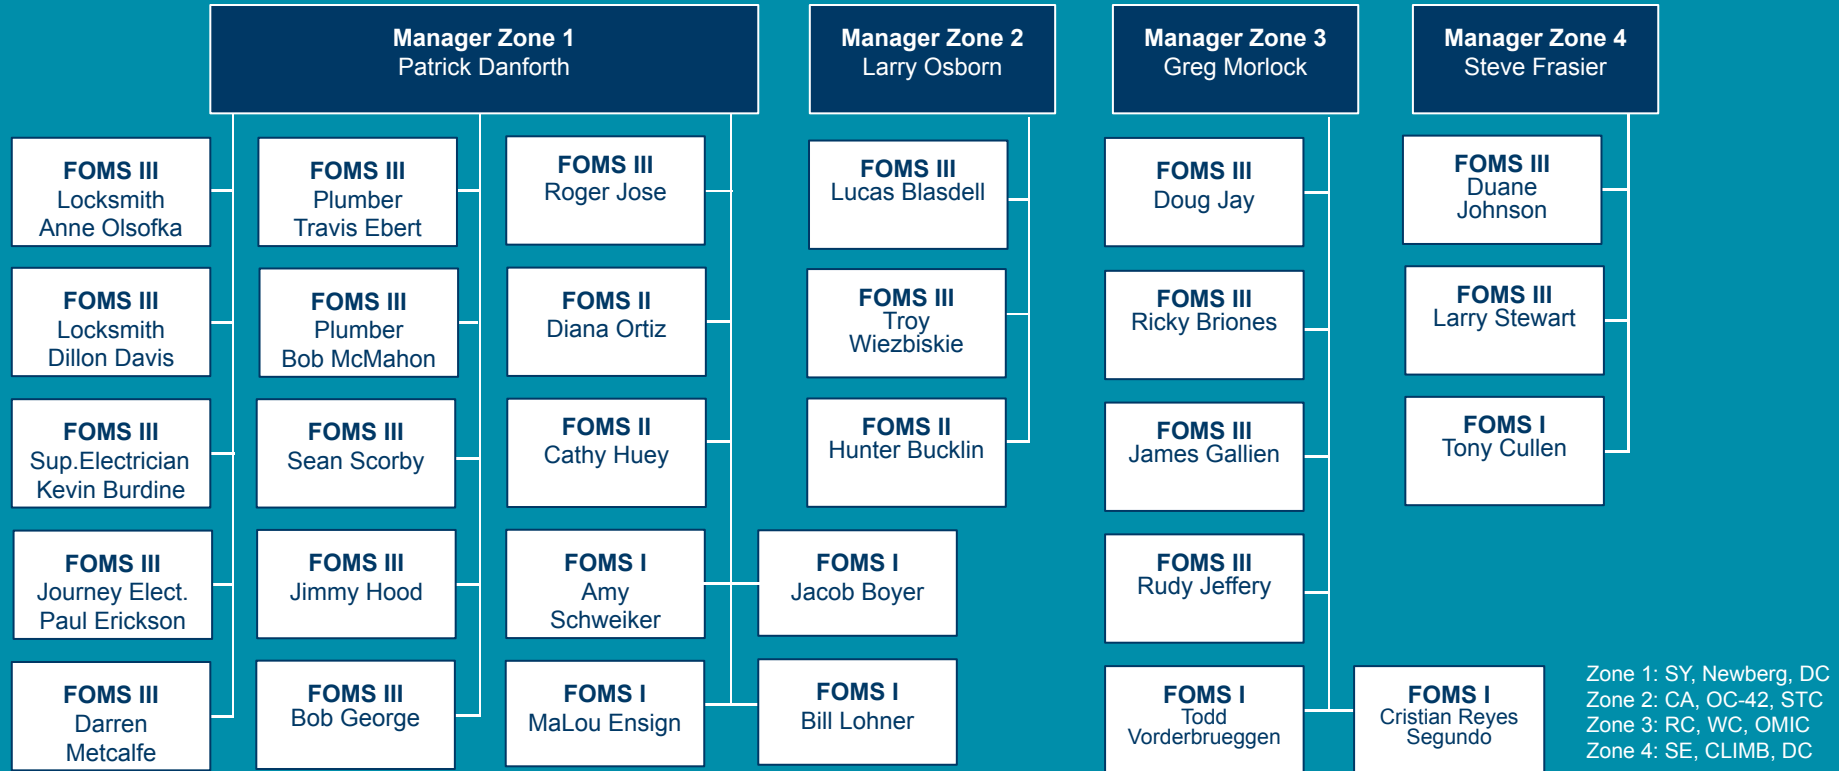 Manager Zone 1
Patrick Danforth
Manager Zone 2
Larry Osborn
Manager Zone 3
Greg Morlock
Manager Zone 4
Steve Frasier
FOMS III
Locksmith
Anne Olsofka
FOMS III
Locksmith
Dillon Davis
FOMS III
Sup.Electrician
Kevin Burdine
FOMS III
Journey Elect.
Paul Erickson
FOMS III
Darren
Metcalfe
FOMS III
Plumber
Travis Ebert
FOMS III
Plumber
Bob McMahon
FOMS III
Sean Scorby
FOMS III
Jimmy Hood
FOMS III
Bob George
FOMS III
Roger Jose
FOMS II
Diana Ortiz
FOMS II
Cathy Huey
FOMS I
Amy
Schweiker
FOMS I
MaLou Ensign
FOMS I
Jacob Boyer
FOMS I
Bill Lohner
FOMS III
Lucas Blasdell
FOMS III
Troy
Wiezbiskie
FOMS II
Hunter Bucklin
FOMS III
Doug Jay
FOMS III
Ricky Briones
FOMS III
James Gallien
FOMS III
Rudy Jeffery
FOMS I
Todd
Vorderbrueggen
FOMS I
Cristian Reyes
Segundo
FOMS III
Duane
Johnson
FOMS III
Larry Stewart
FOMS I
Tony Cullen
Zone 1: SY, Newberg, DC
Zone 2: CA, OC-42, STC
Zone 3: RC, WC, OMIC
Zone 4: SE, CLIMB, DC